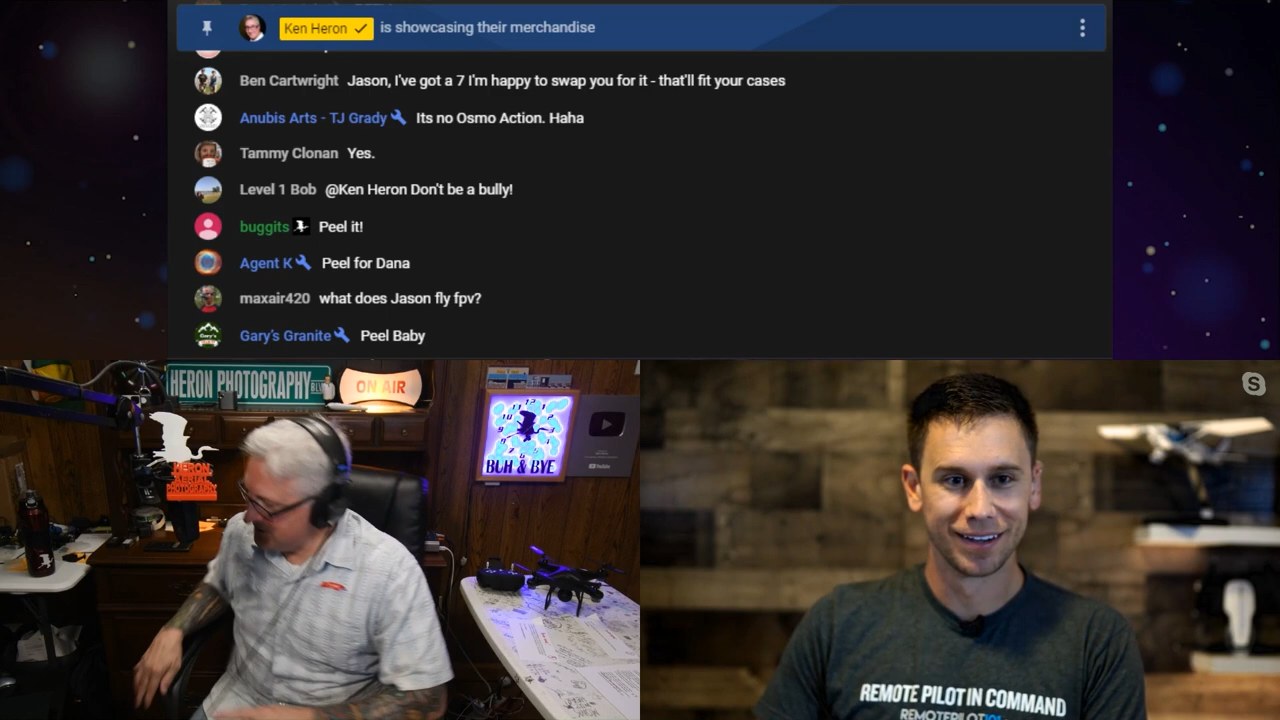 Ken Heron is showcasing their merchandise
Ben Cartwright Jason, I've got a 7 I'm happy to swap you for it - that'll fit your cases
Anubis Arts - TJ Grady Its no Osmo Action. Haha
Tammy Clonan Yes.
Level 1 Bob @Ken Heron Don't be a bully!
buggits Peel it!
Agent K Peel for Dana
maxair420 what does Jason fly fpv?
Gary's Granite Peel Baby
HERON PHOTOGRAPHY BLVD
ON AIR
HERON
AERIAL
PHOTOGRAPHY
BUH & BYE
YouTube
S
REMOTE PILOT IN COMMAND
REMOTEPILOT101